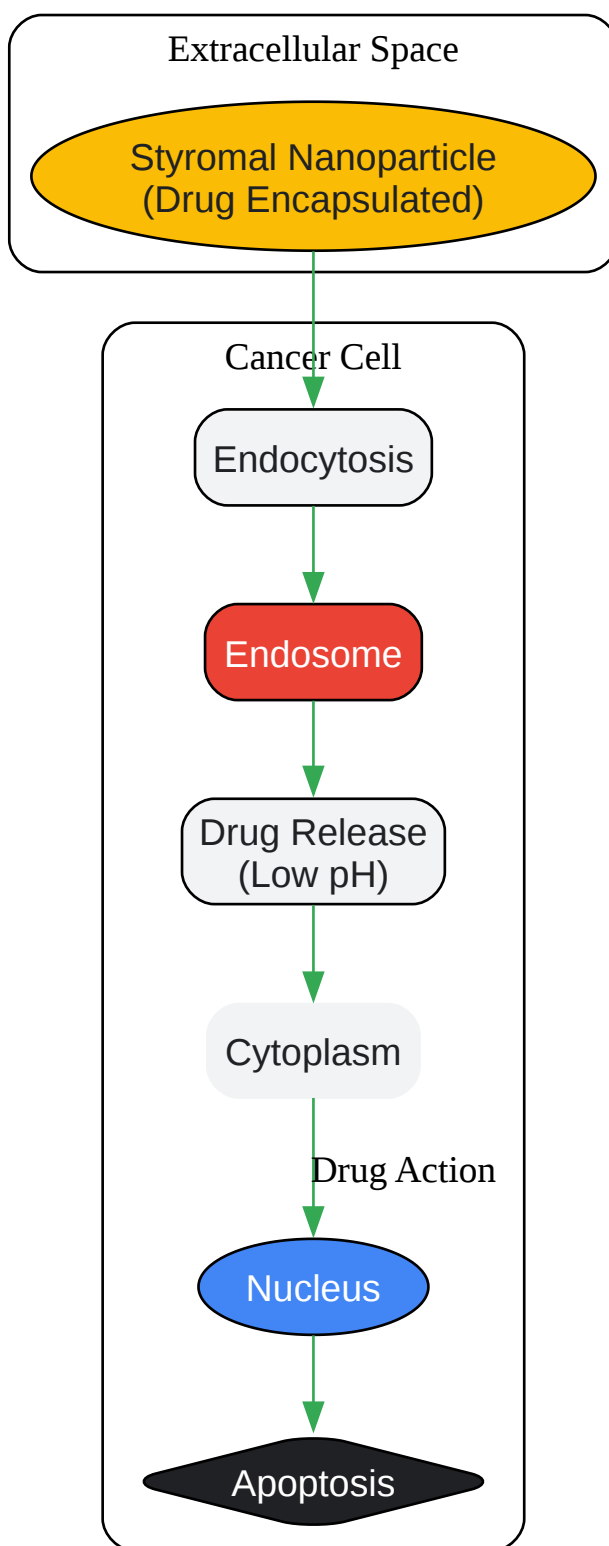 Extracellular Space
Styromal Nanoparticle
(Drug Encapsulated)
Cancer Cell
Endocytosis
Endosome
Drug Release
(Low pH)
Cytoplasm
Drug Action
Nucleus
Apoptosis